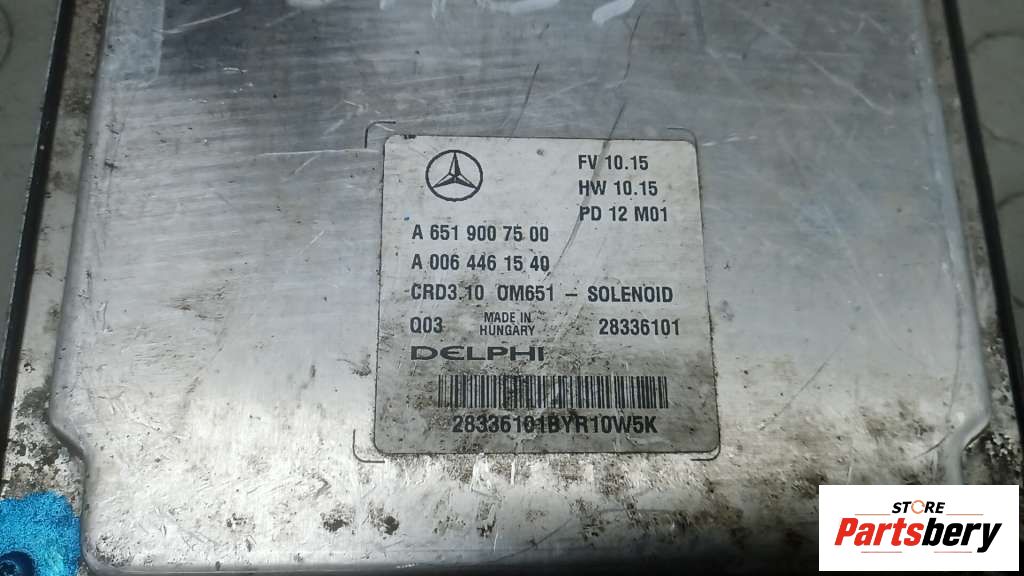 FV 10.15
HW 10.15
PD 12 M01
A 651 900 75 00
A 006 446 15 40
CRD3.10 OM651 – SOLENOID
Q03 MADE IN HUNGARY 28336101
DELPHI
28336101BYR10W5K
STORE
Partsbery